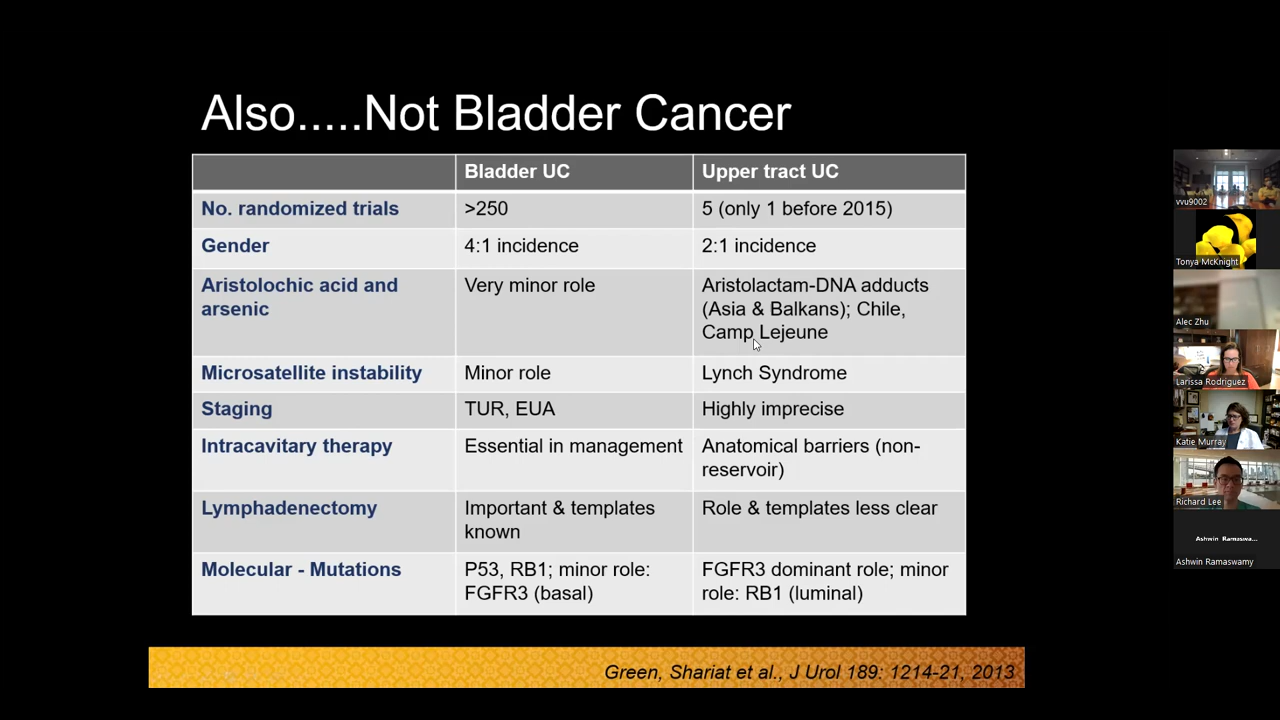 Also.....Not Bladder Cancer
Bladder UC
Upper tract UC
No. randomized trials
>250
5 (only 1 before 2015)
Gender
4:1 incidence
2:1 incidence
Aristolochic acid and
arsenic
Very minor role
Aristolactam-DNA adducts
(Asia & Balkans); Chile,
Camp Lejeune
Microsatellite instability
Minor role
Lynch Syndrome
Staging
TUR, EUA
Highly imprecise
Intracavitary therapy
Essential in management
Anatomical barriers (non-
reservoir)
Lymphadenectomy
Important & templates
known
Role & templates less clear
Molecular - Mutations
P53, RB1; minor role:
FGFR3 (basal)
FGFR3 dominant role; minor
role: RB1 (luminal)
Green, Shariat et al., J Urol 189: 1214-21, 2013
vvu9002
Tonya McKnight
Alec Zhu
Larissa Rodriguez
Katie Murray
Richard Lee
Ashwin Ramaswa...
Ashwin Ramaswamy